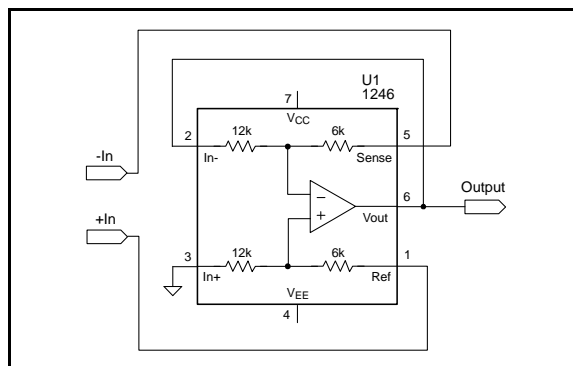 U1
1246
7
VCC
2
12k
6k
5
In-
Sense
-In
−
6
Output
+
Vout
+In
3
12k
6k
1
In+
Ref
VEE
4